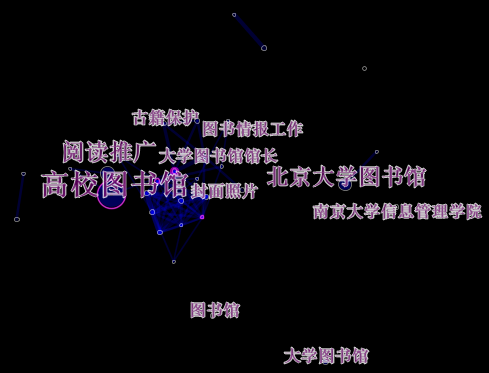 古籍保护
图书情报工作
阅读推广
大学图书馆馆长
高校图书馆
封面照片
北京大学图书馆
南京大学信息管理学院
图书馆
大学图书馆